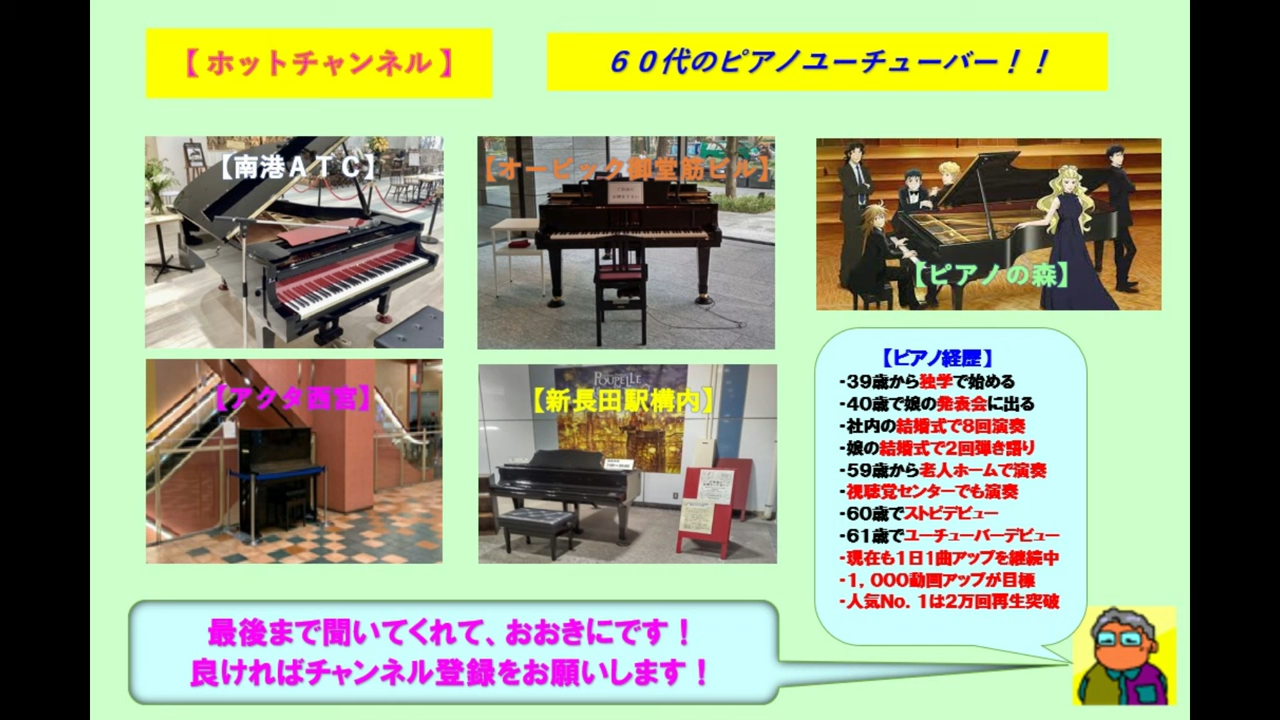 【 ホットチャンネル 】
６０代のピアノユーチューバー！！
【南港ＡＴＣ】
【オービック御堂筋ビル】
【ピアノの森】
【アクタ西宮】
POUPELLE
【新長田駅構内】
【ピアノ経歴】
・39歳から独学で始める
・40歳で娘の発表会に出る
・社内の結婚式で8回演奏
・娘の結婚式で2回弾き語り
・59歳から老人ホームで演奏
・視聴覚センターでも演奏
・60歳でストピデビュー
・61歳でユーチューバーデビュー
・現在も1日1曲アップを継続中
・1，000動画アップが目標
・人気No．1は2万回再生突破
最後まで聞いてくれて、おおきにです！
良ければチャンネル登録をお願いします！